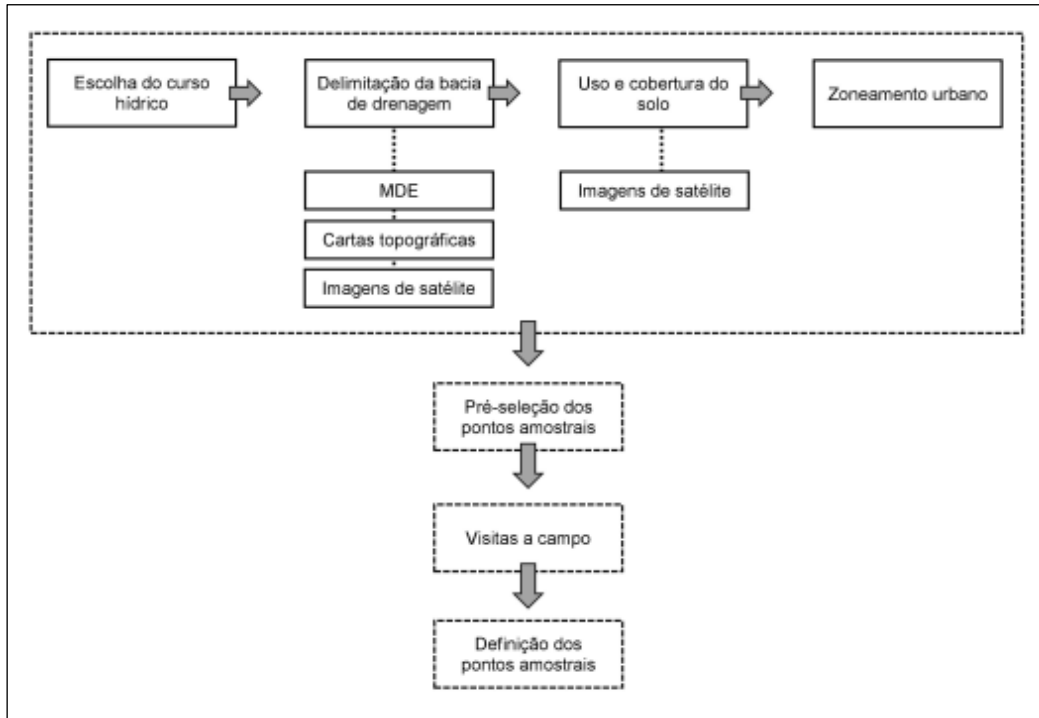 Escolha do curso
hídrico
Delimitação da bacia
de drenagem
Uso e cobertura do
solo
Zoneamento urbano
MDE
Cartas topográficas
Imagens de satélite
Imagens de satélite
Pré-seleção dos
pontos amostrais
Visitas a campo
Definição dos
pontos amostrais